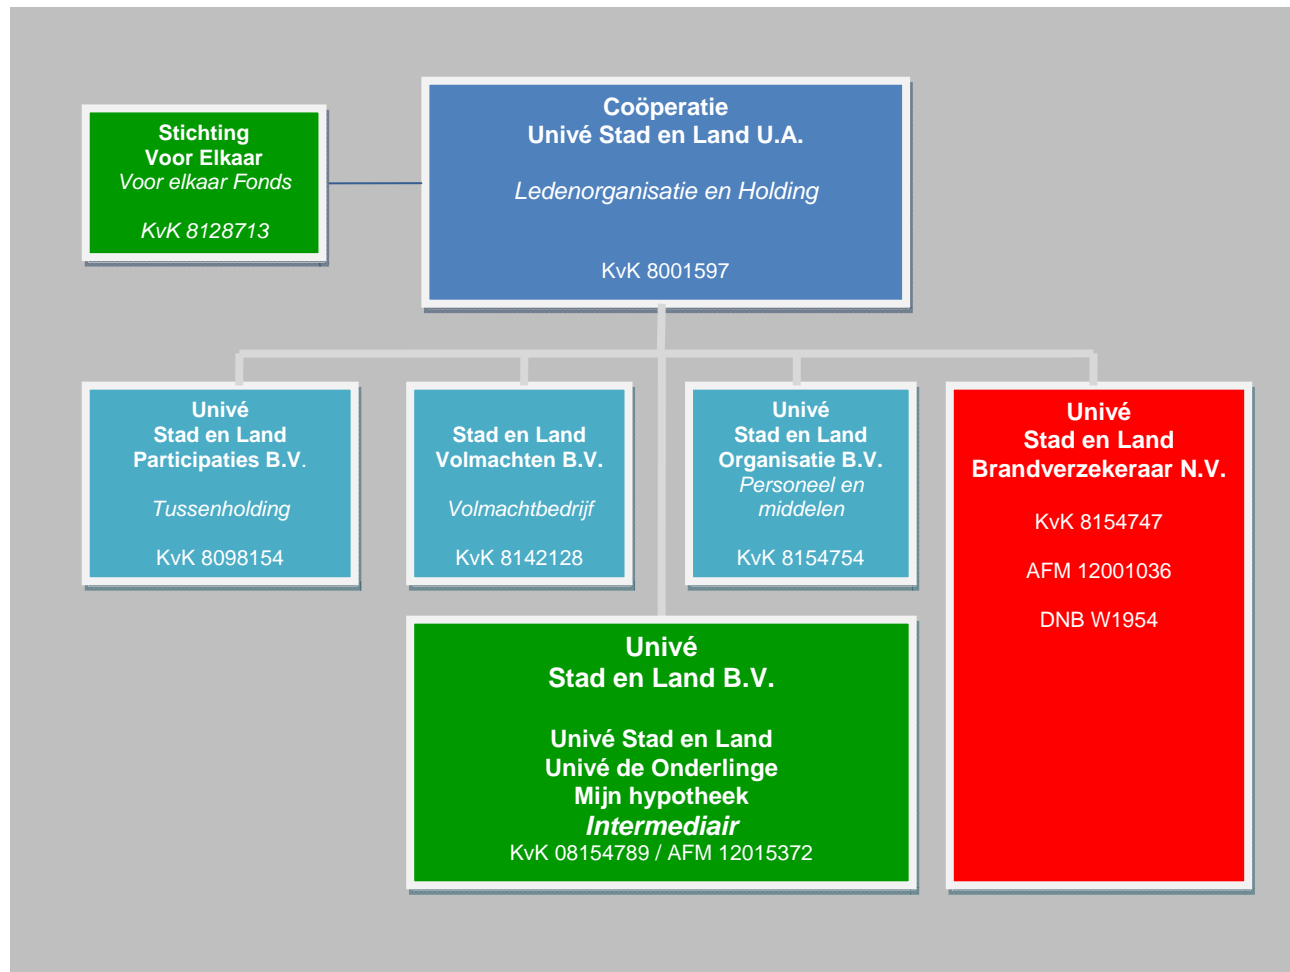 Stichting
Voor Elkaar
Voor elkaar Fonds
KvK 8128713
Coöperatie
Univé Stad en Land U.A.
Ledenorganisatie en Holding
KvK 8001597
Univé
Stad en Land
Participaties B.V.
Tussenholding
KvK 8098154
Stad en Land
Volmachten B.V.
Volmachtbedrijf
KvK 8142128
Univé
Stad en Land
Organisatie B.V.
Personeel en
middelen
KvK 8154754
Univé
Stad en Land
Brandverzekeraar N.V.
KvK 8154747
AFM 12001036
DNB W1954
Univé
Stad en Land B.V.
Univé Stad en Land
Univé de Onderlinge
Mijn hypotheek
Intermediair
KvK 08154789 / AFM 12015372